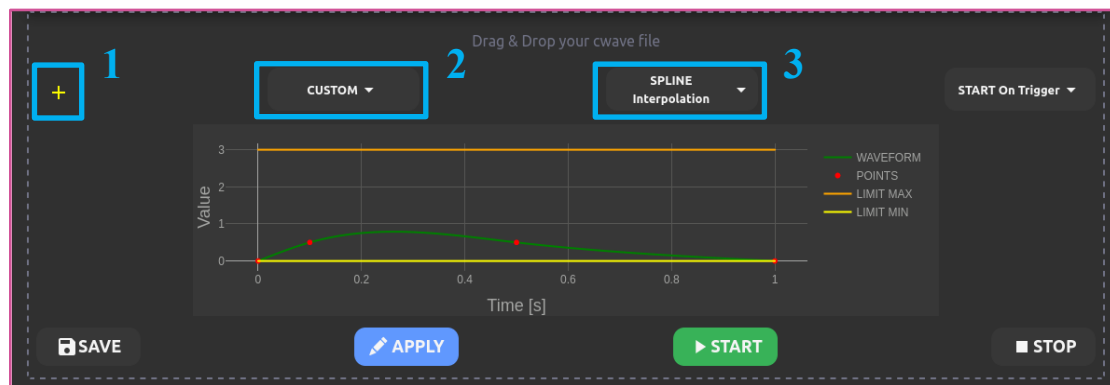 Drag & Drop your cwave file
1
2
3
+
CUSTOM
SPLINE
Interpolation
START On Trigger
3
2
1
0
Value
0
0.2
0.4
0.6
0.8
1
Time [s]
WAVEFORM
POINTS
LIMIT MAX
LIMIT MIN
SAVE
APPLY
START
STOP